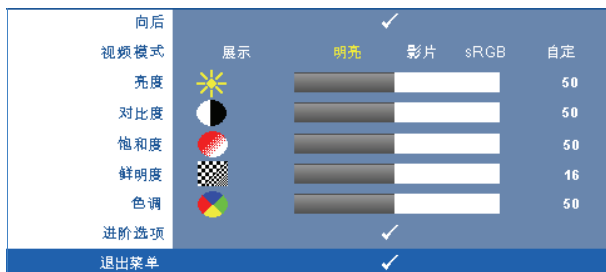 向后
视频模式 展示 明亮 影片 sRGB 自定
亮度 50
对比度 50
饱和度 50
鲜明度 16
色调 50
进阶选项
退出菜单